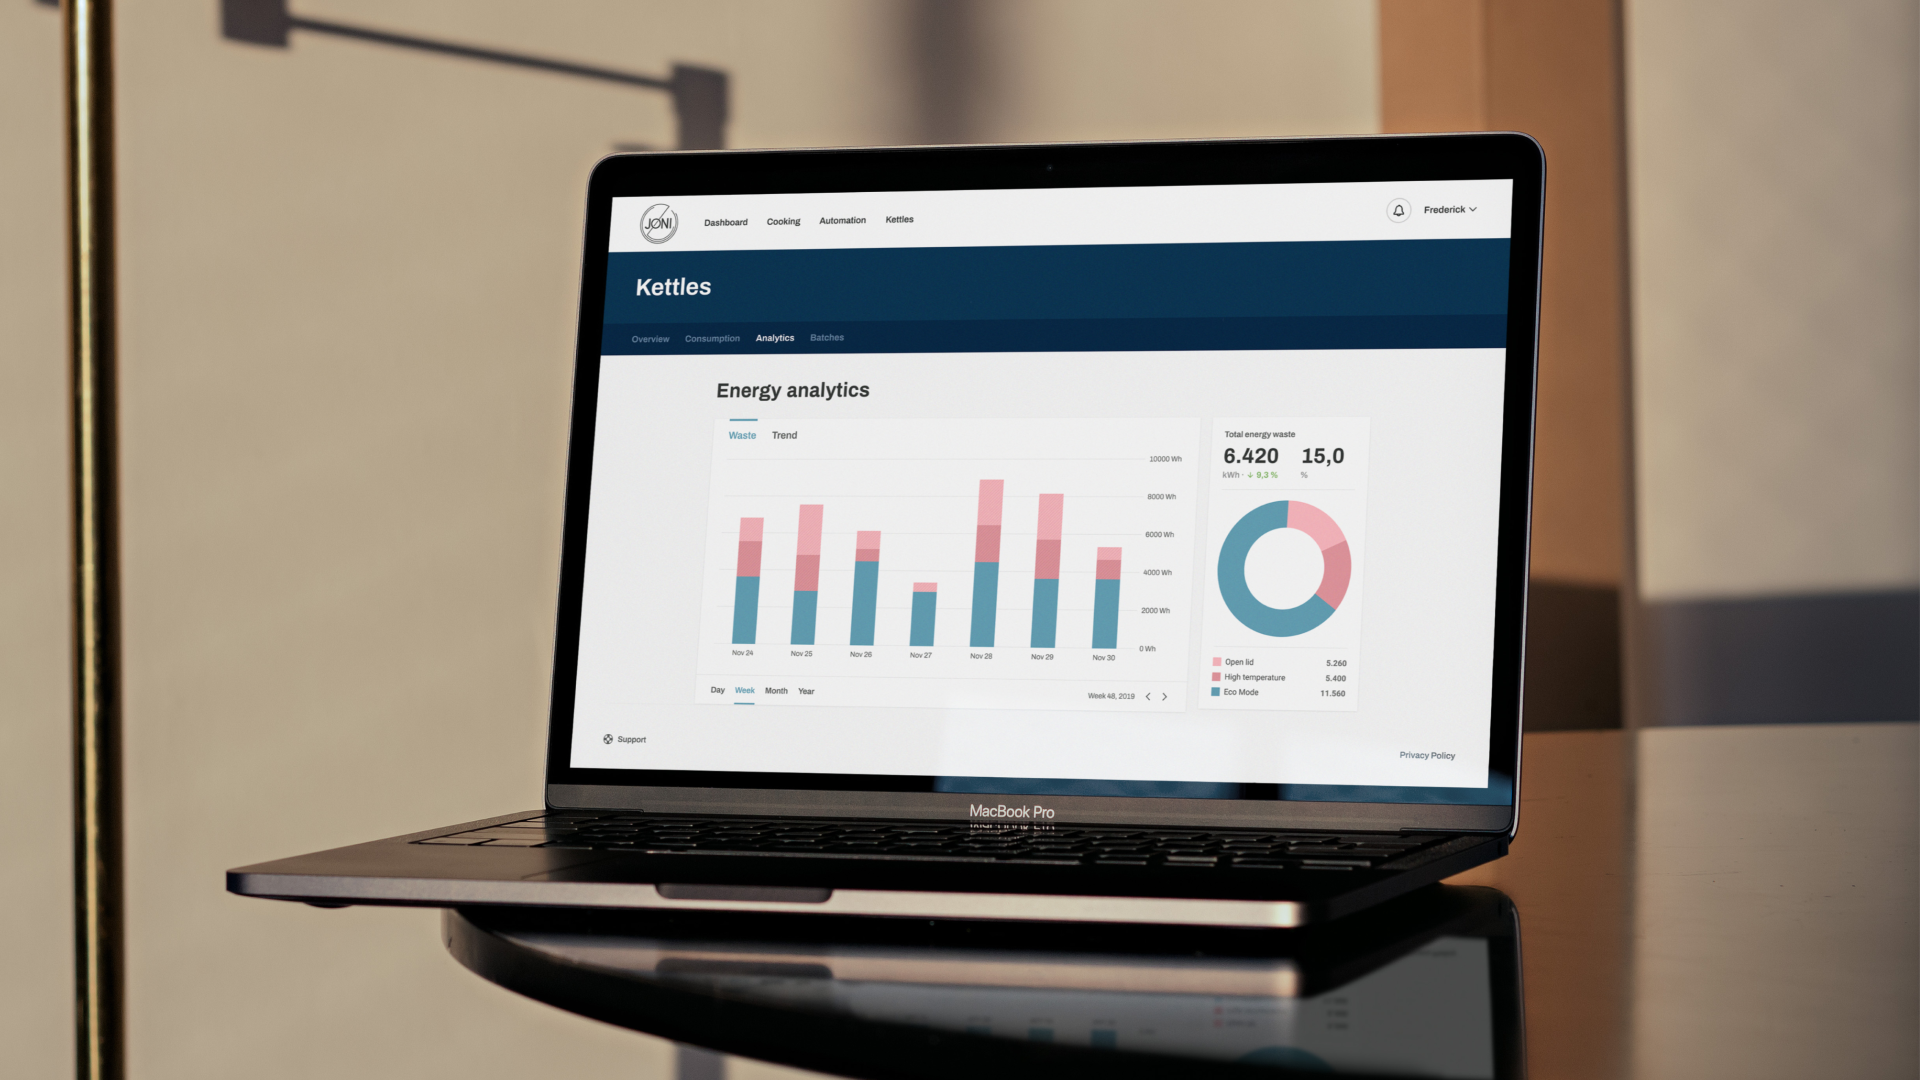 JØNI
Dashboard Cooking Automation Kettles
Frederick
Kettles
Overview Consumption Analytics Batches
Energy analytics
Waste Trend
10000 Wh
8000 Wh
6000 Wh
4000 Wh
2000 Wh
0 Wh
Nov 24 Nov 25 Nov 26 Nov 27 Nov 28 Nov 29 Nov 30
Day Week Month Year
Week 48, 2019
Total energy waste
6.420 15,0
kWh · ↓ 9,3 % %
Open lid 5.260
High temperature 5.400
Eco Mode 11.560
Support
Privacy Policy
MacBook Pro